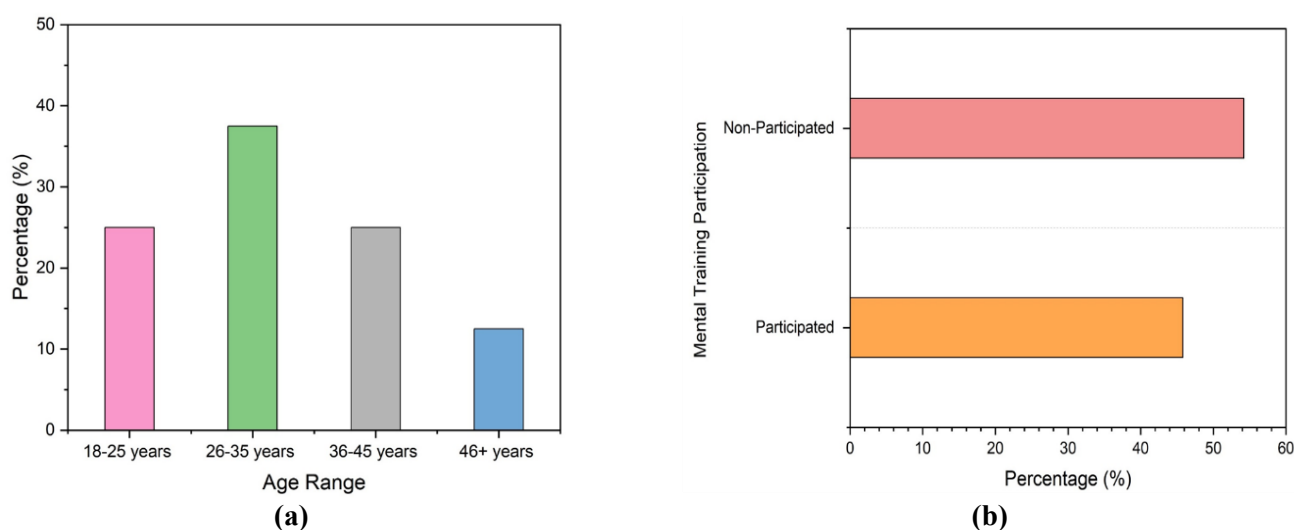 50
40
30
20
10
0
Percentage (%)
18-25 years 26-35 years 36-45 years 46+ years
Age Range
(a)
Mental Training Participation
Non-Participated
Participated
0 10 20 30 40 50 60
Percentage (%)
(b)